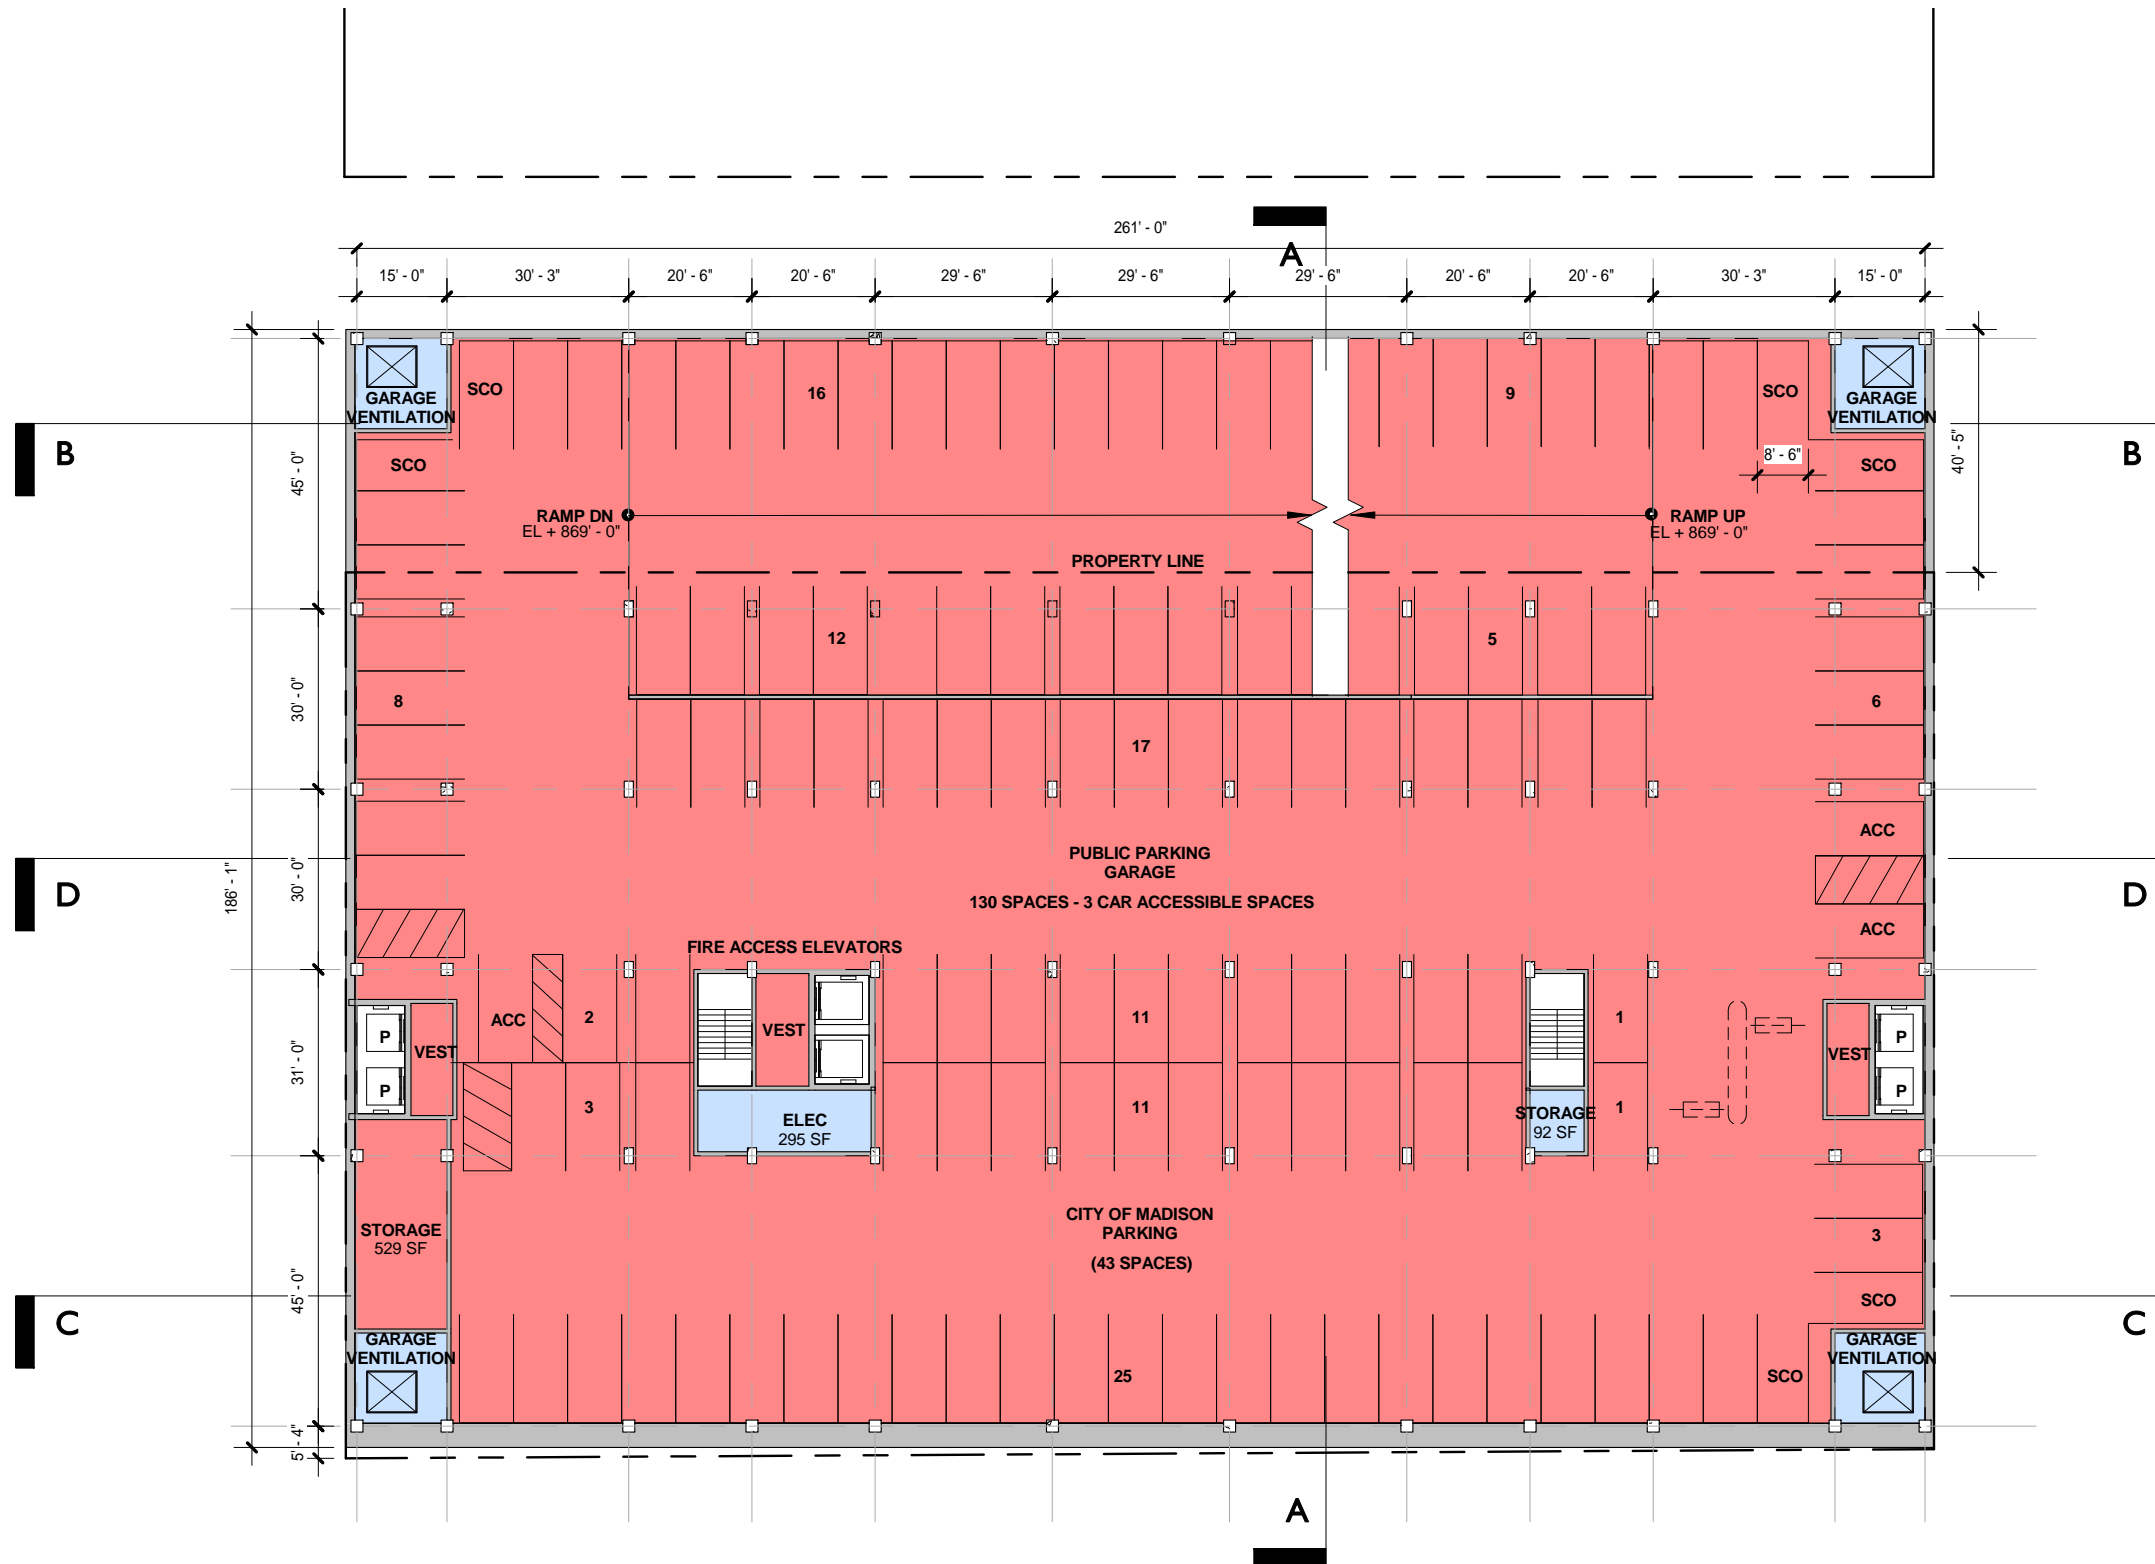 261' - 0"
A
15' - 0"
30' - 3"
20' - 6"
20' - 6"
29' - 6"
29' - 6"
29' - 6"
20' - 6"
20' - 6"
30' - 3"
15' - 0"
GARAGE
VENTILATION
SCO
16
9
SCO
GARAGE
VENTILATION
B
SCO
8' - 6"
SCO
B
45' - 0"
40' - 5"
RAMP DN
EL + 869' - 0"
RAMP UP
EL + 869' - 0"
PROPERTY LINE
12
5
30' - 0"
8
6
17
ACC
PUBLIC PARKING
GARAGE
130 SPACES - 3 CAR ACCESSIBLE SPACES
186' - 1"
30' - 0"
D
D
ACC
FIRE ACCESS ELEVATORS
P
VEST
ACC
2
VEST
11
1
VEST
P
31' - 0"
P
3
ELEC
295 SF
11
STORAGE
92 SF
1
P
STORAGE
529 SF
CITY OF MADISON
PARKING
(43 SPACES)
3
45' - 0"
C
SCO
C
GARAGE
VENTILATION
25
SCO
GARAGE
VENTILATION
5' - 4"
A